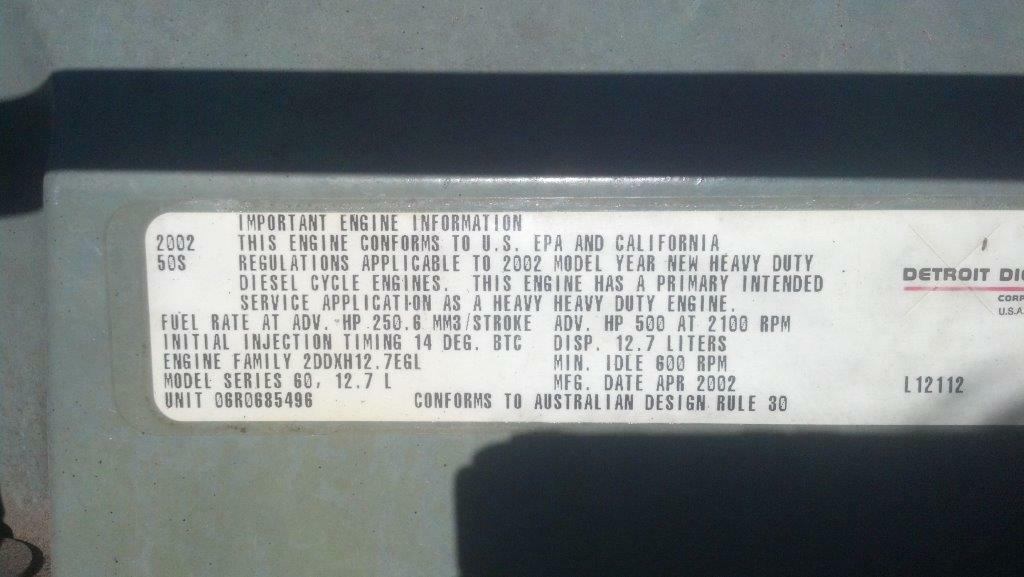 IMPORTANT ENGINE INFORMATION
2002 THIS ENGINE CONFORMS TO U.S. EPA AND CALIFORNIA
50S REGULATIONS APPLICABLE TO 2002 MODEL YEAR NEW HEAVY DUTY
DIESEL CYCLE ENGINES. THIS ENGINE HAS A PRIMARY INTENDED
SERVICE APPLICATION AS A HEAVY HEAVY DUTY ENGINE.
FUEL RATE AT ADV. HP 250.6 MM3/STROKE ADV. HP 500 AT 2100 RPM
INITIAL INJECTION TIMING 14 DEG. BTC DISP. 12.7 LITERS
ENGINE FAMILY 2DDXH12.7EGL MIN. IDLE 600 RPM
MODEL SERIES 60, 12.7 L MFG. DATE APR 2002 L12112
UNIT 06R0685496 CONFORMS TO AUSTRALIAN DESIGN RULE 30
DETROIT DI
CORP
U.S.A